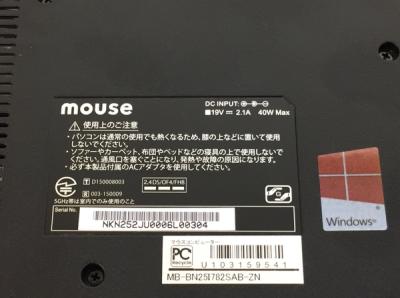 mouse
DC INPUT:
19V 2.1A 40W Max
使用上のご注意
・パソコンは通常の使用でも熱くなるため、膝の上などに置いて使用
しないでください。
・ソファーやカーペット、布団やベッドなどの寝具の上で使用しない
でください。通風口を塞ぐことになり、発熱や故障の原因になります。
・必ず本製品付属のACアダプタを使用してください。
T D150008003 2.4DS/OF4/FH8
R 003-150009
5GHz帯は室内でのみ使用のこと
Serial No.
NKN252JU0006L00304
Windows
マウスコンピューター
PC Recycle
U103159541
MB-BN25I782SAB-ZN